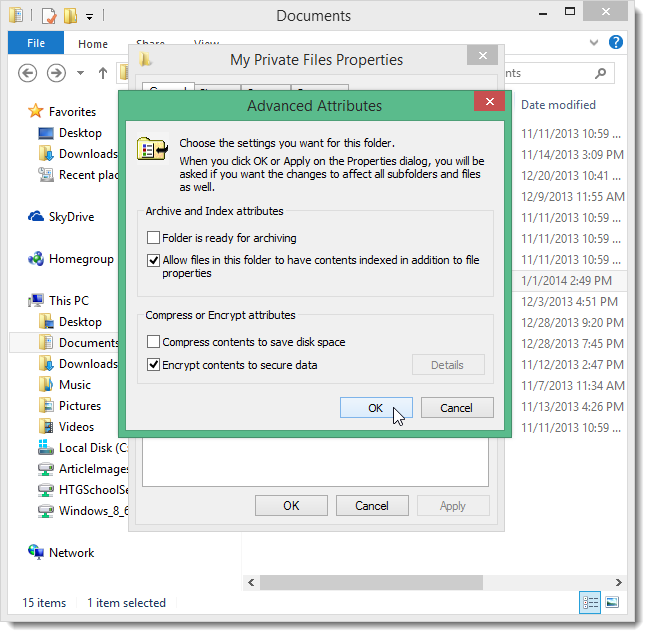 Documents
File
Home
Share
View
My Private Files Properties
Advanced Attributes
Choose the settings you want for this folder.
When you click OK or Apply on the Properties dialog, you will be
asked if you want the changes to affect all subfolders and files
as well.
Archive and Index attributes
Folder is ready for archiving
Allow files in this folder to have contents indexed in addition to file
properties
Compress or Encrypt attributes
Compress contents to save disk space
Encrypt contents to secure data
Details
OK
Cancel
OK
Cancel
Apply
Favorites
Desktop
Downloads
Recent plac
SkyDrive
Homegroup
This PC
Desktop
Documents
Downloads
Music
Pictures
Videos
Local Disk (C
ArticleImages
HTGSchoolSe
Windows_8_6
Network
nts
Date modified
11/11/2013 10:59 ...
11/14/2013 3:09 PM
12/20/2013 10:41 ...
12/9/2013 11:55 AM
11/11/2013 10:59 ...
11/11/2013 10:59 ...
11/11/2013 10:59 ...
1/1/2014 2:49 PM
12/3/2013 4:51 PM
12/28/2013 9:20 PM
12/28/2013 7:45 PM
11/12/2013 2:47 PM
11/7/2013 11:34 AM
11/13/2013 4:26 PM
11/11/2013 10:59 ...
15 items
1 item selected